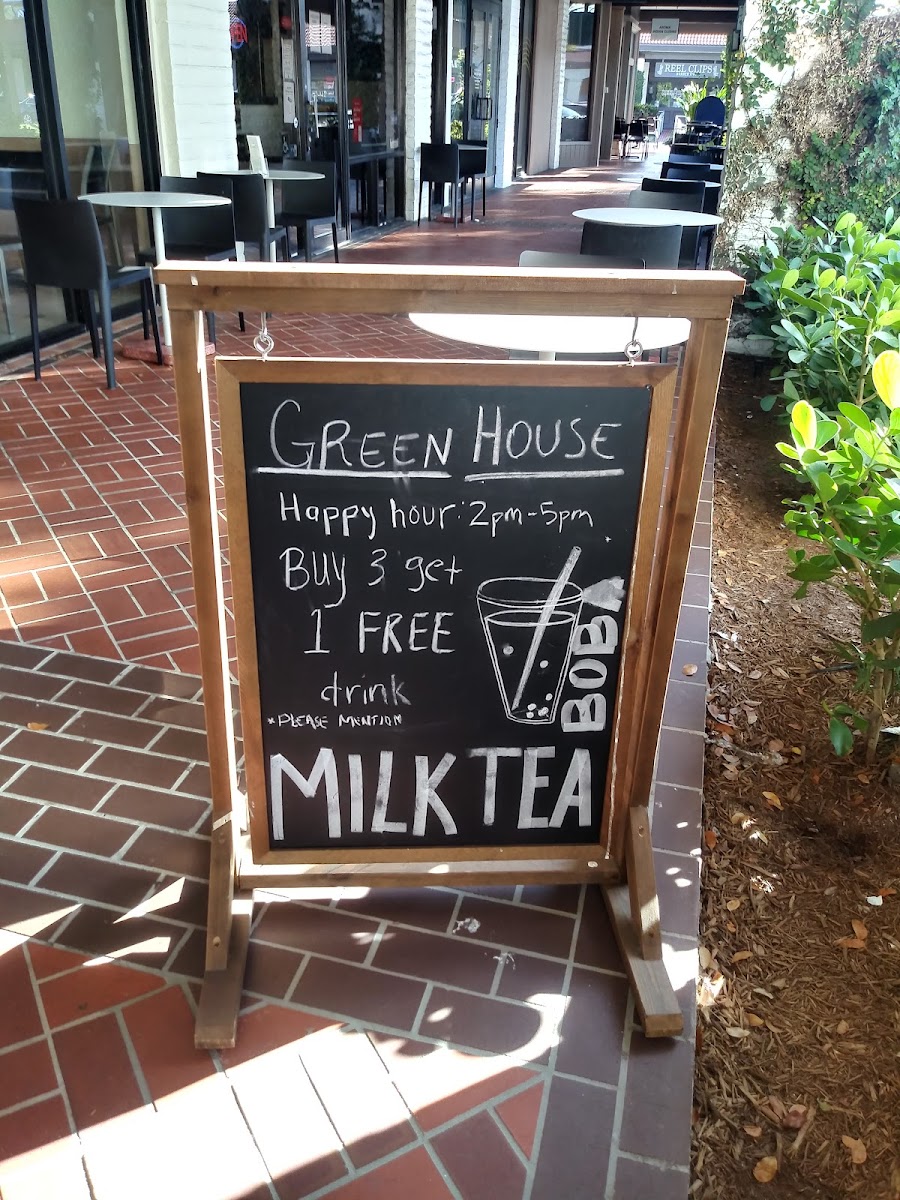 REEL CLIPS
GREEN HOUSE
Happy hour: 2pm-5pm
BUY 3 get
1 FREE
drink
*PLEASE MENTION
BOBA
MILK TEA